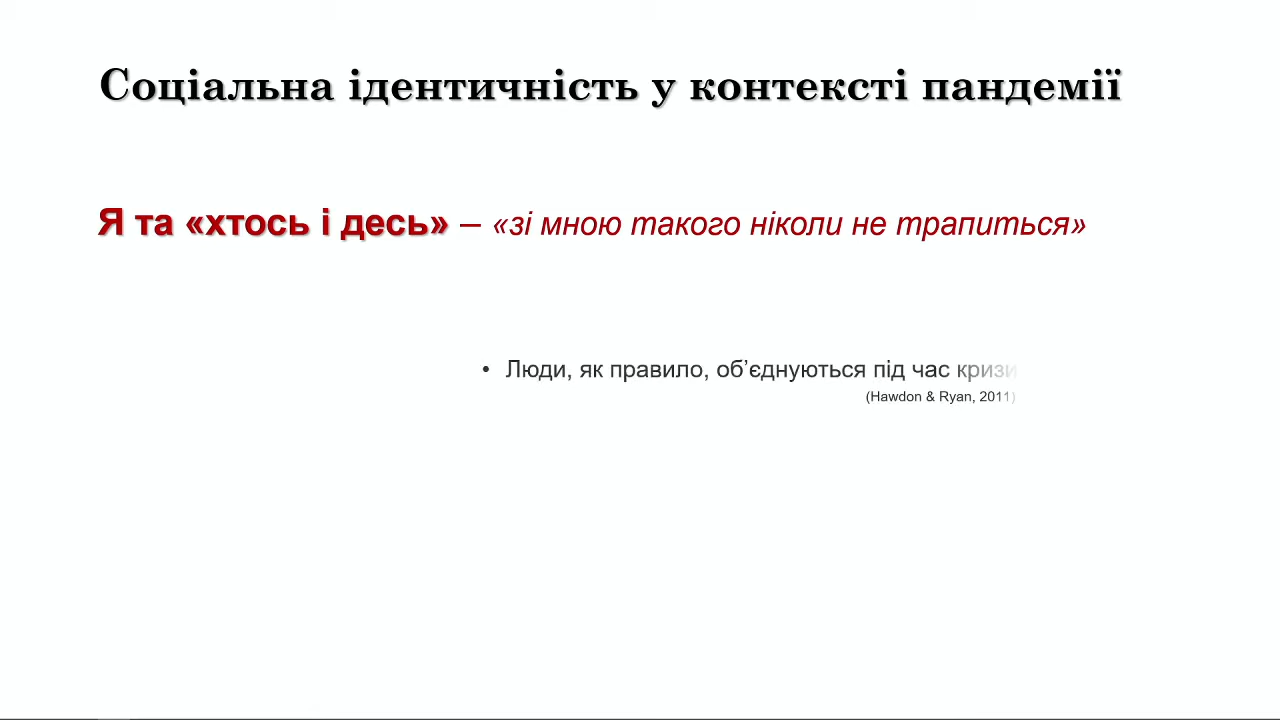 Соціальна ідентичність у контексті пандемії
Я та «хтось і десь» – «зі мною такого ніколи не трапиться»
• Люди, як правило, об’єднуються під час кризи
(Hawdon & Ryan, 2011)